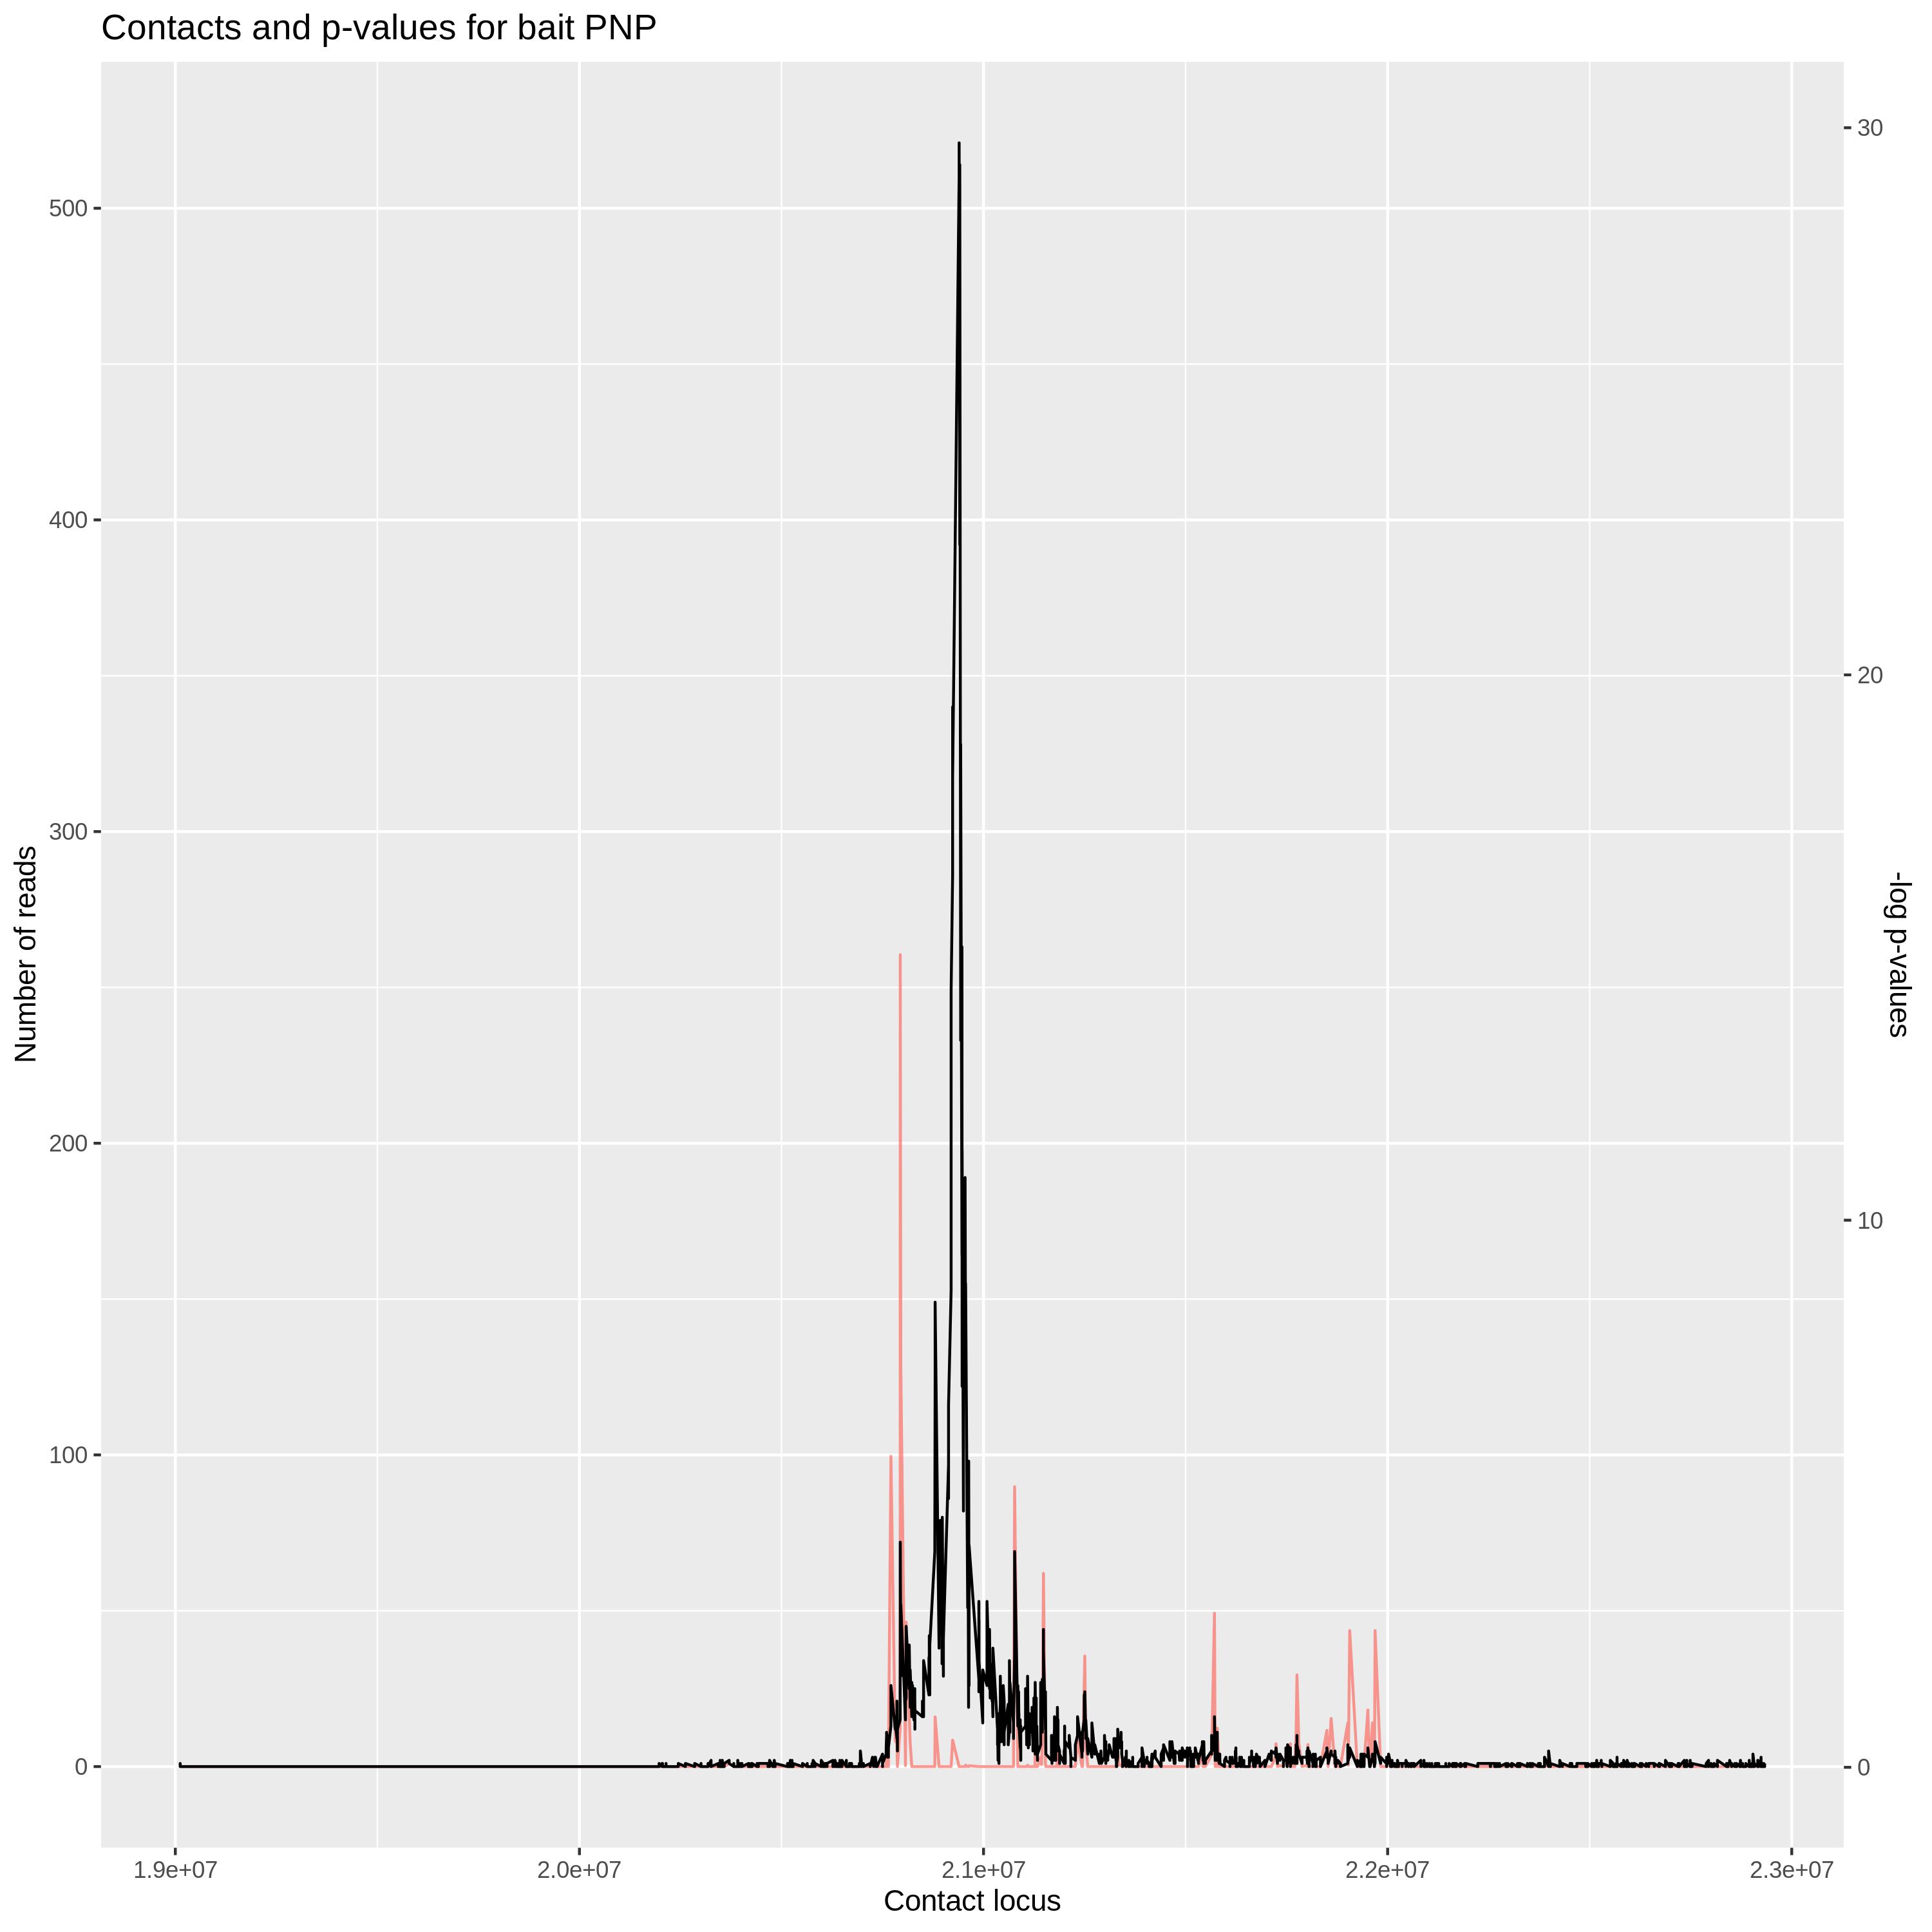 Contacts and p-values for bait PNP
Number of reads
500
400
300
200
100
0
30
20
10
0
-log p-values
1.9e+07 2.0e+07 2.1e+07 2.2e+07 2.3e+07
Contact locus